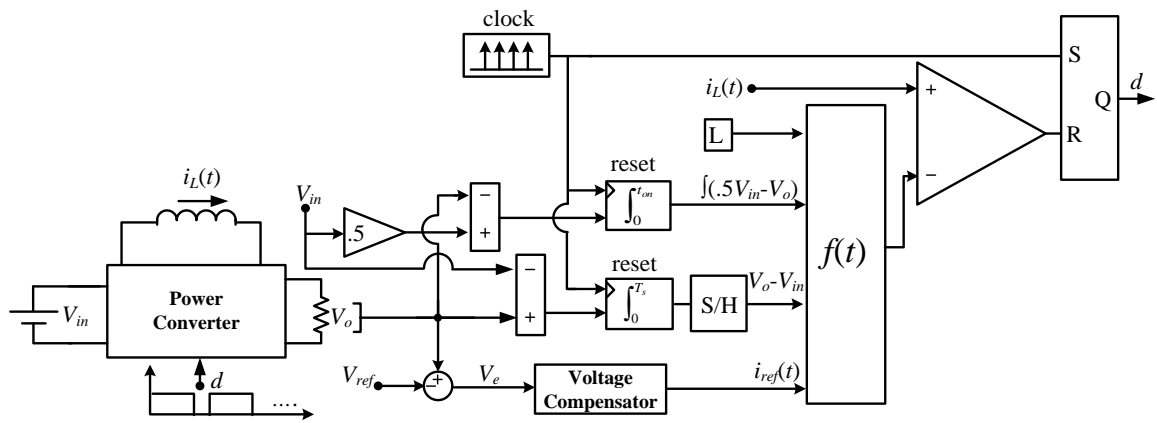 clock
S
i_L(t)
d
Q
L
R
reset
i_L(t)
V_in
∫_0^{t_on}
∫(.5V_in-V_o)
.5
f(t)
reset
Power
Converter
V_in
V_o
∫_0^{T_s}
S/H
V_o-V_in
d
V_ref
V_e
Voltage
Compensator
i_ref(t)
....